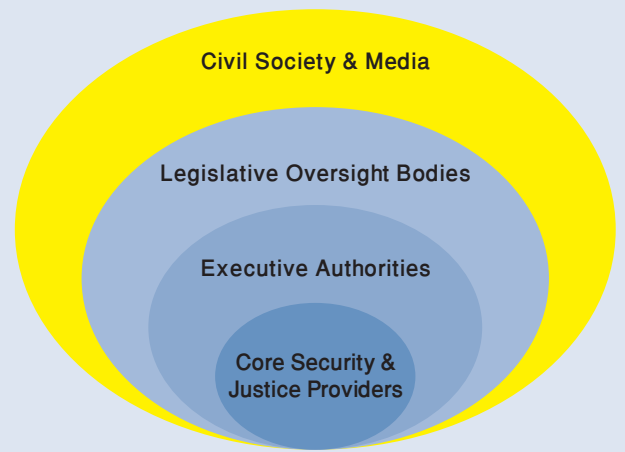 Civil Society & Media
Legislative Oversight Bodies
Executive Authorities
Core Security &
Justice Providers